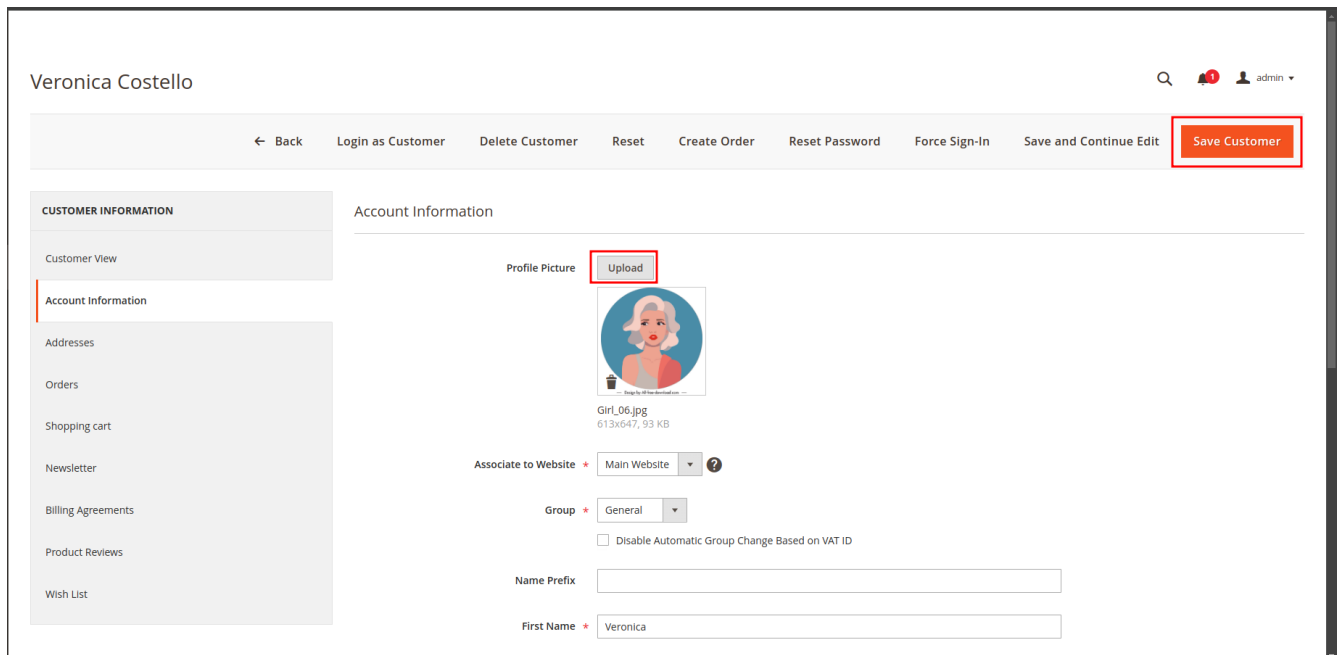 Veronica Costello
1
admin
← Back Login as Customer Delete Customer Reset Create Order Reset Password Force Sign-In Save and Continue Edit Save Customer
CUSTOMER INFORMATION
Customer View
Account Information
Addresses
Orders
Shopping cart
Newsletter
Billing Agreements
Product Reviews
Wish List
Account Information
Profile Picture Upload
Girl_06.jpg
613x647, 93 KB
Associate to Website * Main Website ?
Group * General
Disable Automatic Group Change Based on VAT ID
Name Prefix
First Name * Veronica